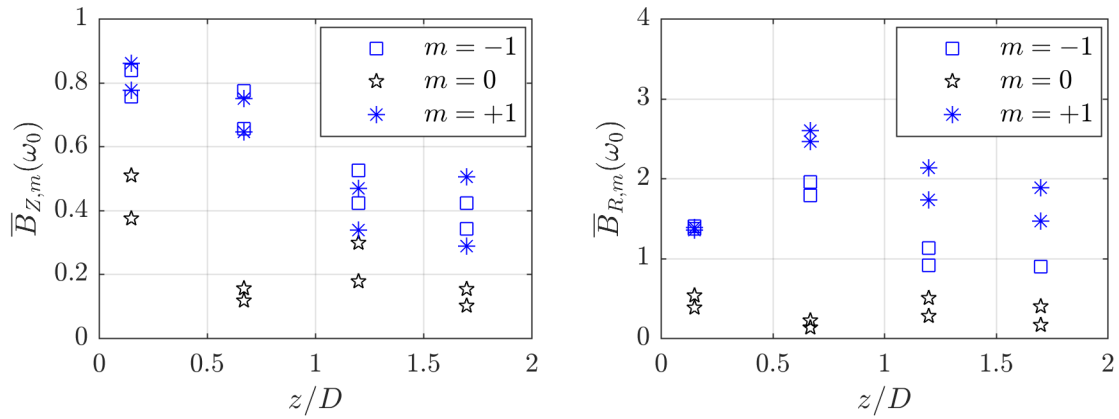 1
0.8
0.6
0.4
0.2
0
0 0.5 1 1.5 2
z/D
B̅_{Z,m}(ω₀)
m = −1
m = 0
m = +1
4
3
2
1
0
0 0.5 1 1.5 2
z/D
B̅_{R,m}(ω₀)
m = −1
m = 0
m = +1